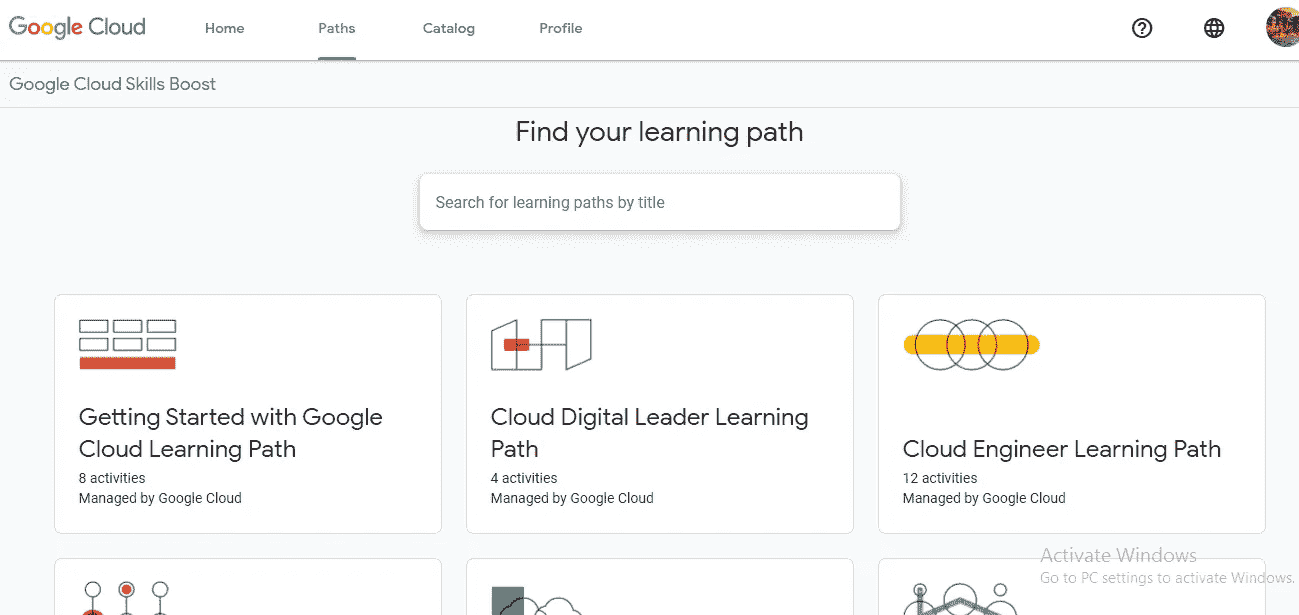 Google Cloud Home Paths Catalog Profile
Google Cloud Skills Boost
Find your learning path
Search for learning paths by title
Getting Started with Google
Cloud Learning Path
8 activities
Managed by Google Cloud
Cloud Digital Leader Learning
Path
4 activities
Managed by Google Cloud
Cloud Engineer Learning Path
12 activities
Managed by Google Cloud
Activate Windows
Go to PC settings to activate Windows.